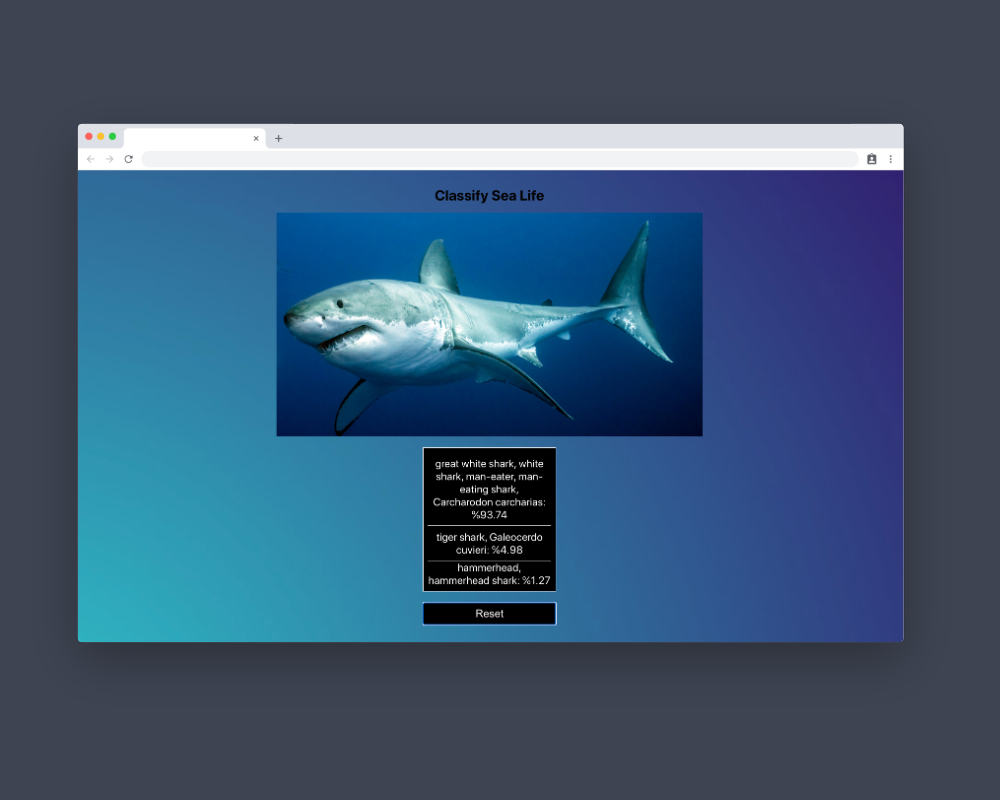 Classify Sea Life
great white shark, white
shark, man-eater, man-
eating shark,
Carcharodon carcharias:
%93.74
tiger shark, Galeocerdo
cuvieri: %4.98
hammerhead,
hammerhead shark: %1.27
Reset